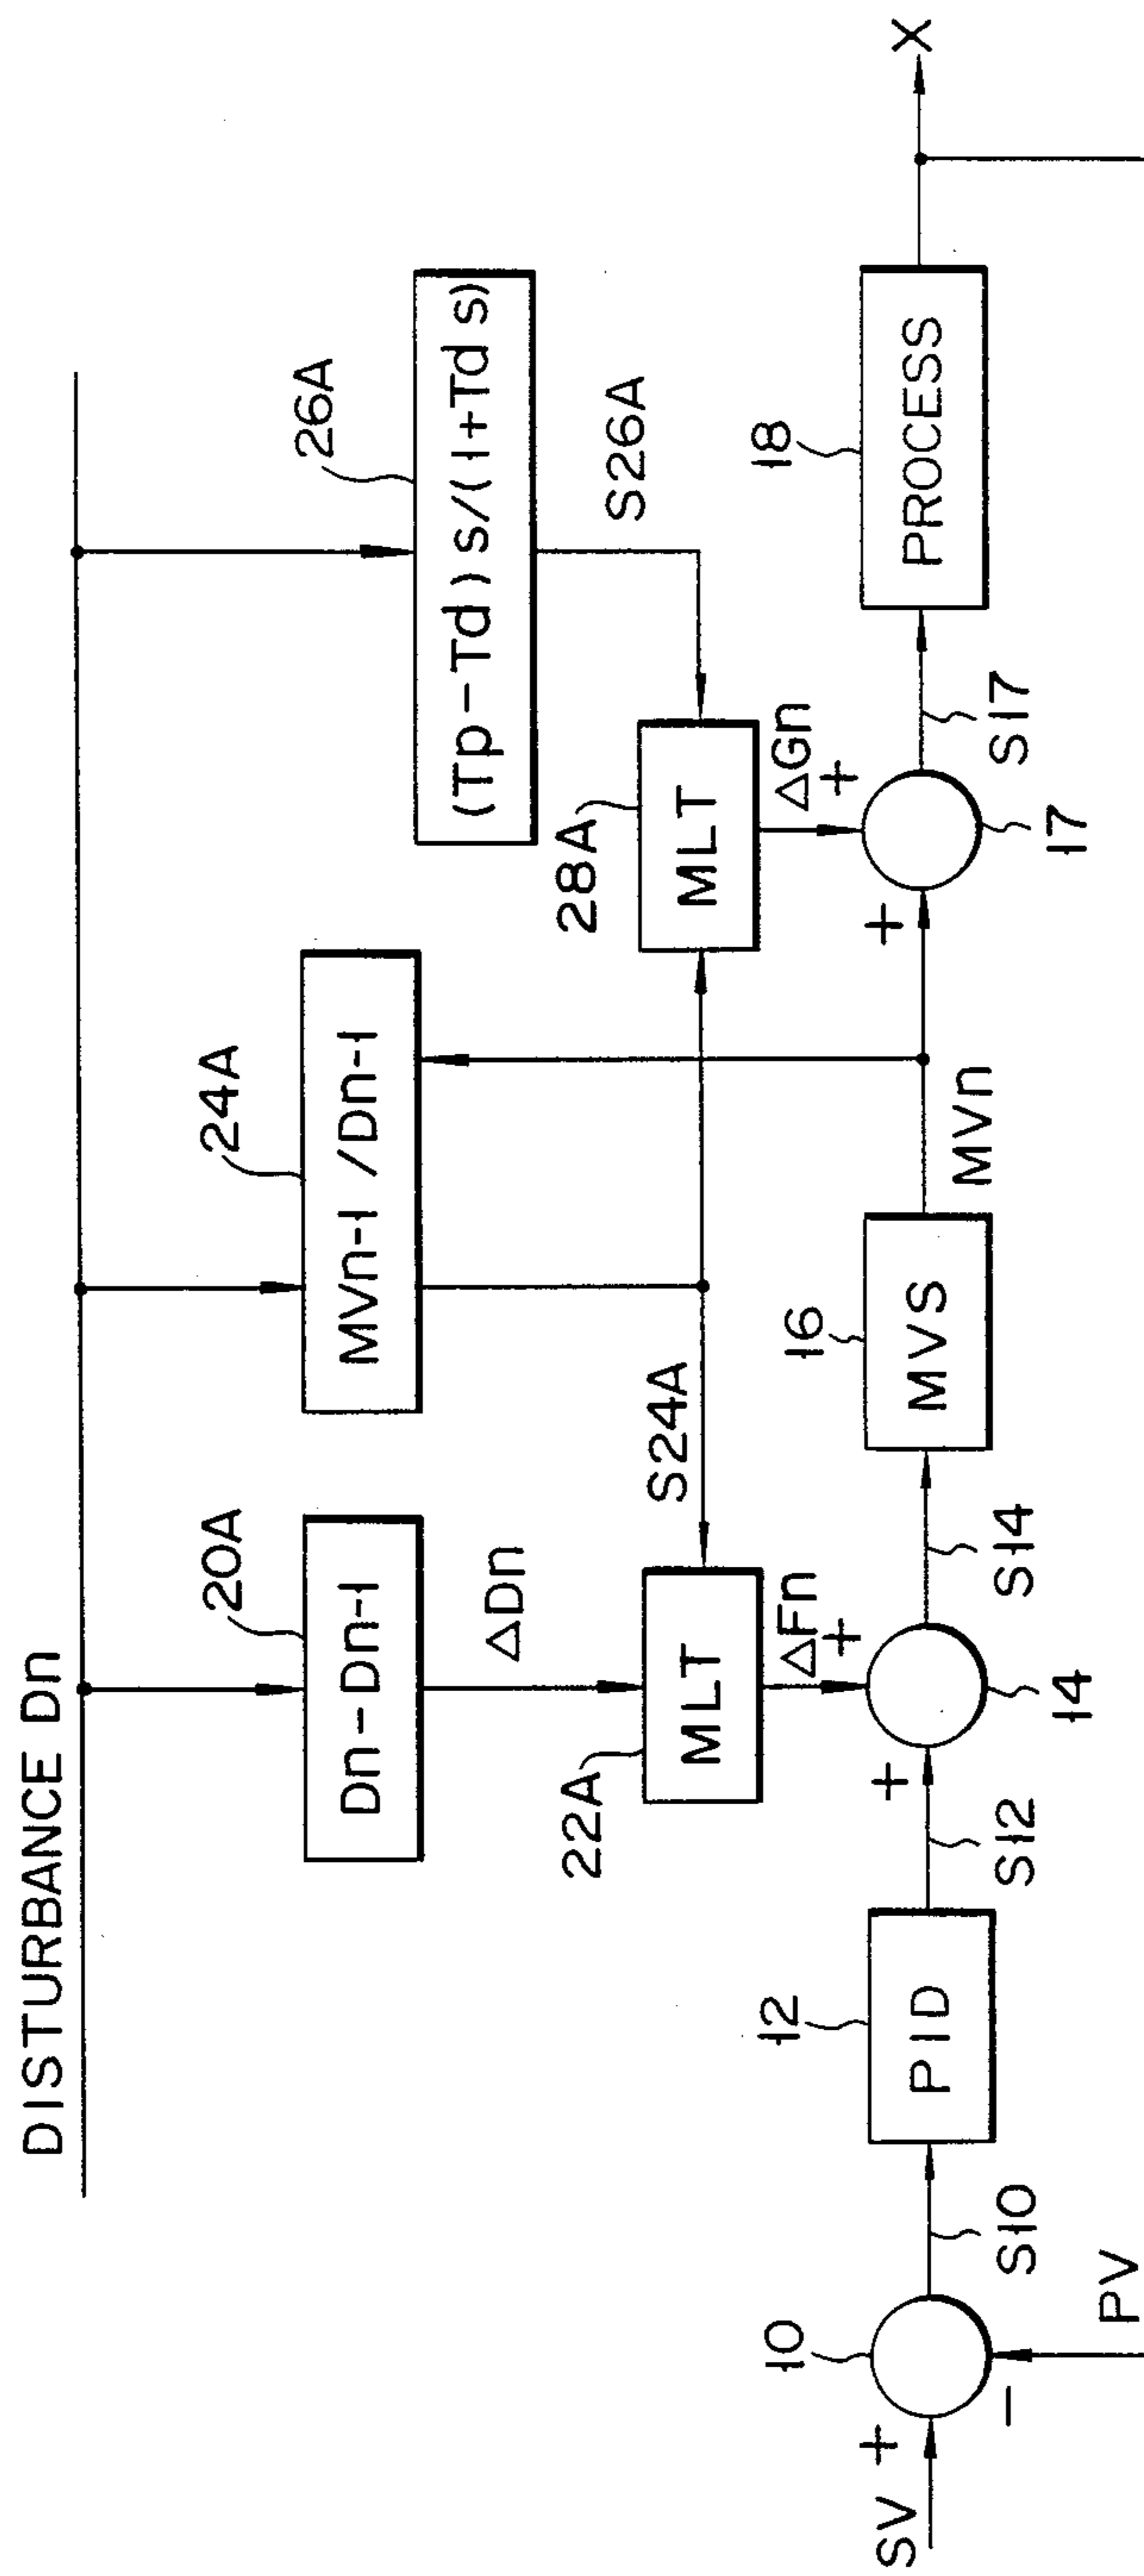 DISTURBANCE Dn
20A
24A
26A
Dn-Dn-1
MVn-1 /Dn-1
(Tp-Td)s/(1+Td s)
ΔDn
S24A
S26A
22A
28A
MLT
MLT
ΔFn
ΔGn
+
+
10
12
16
18
SV
+
+
+
PID
MVS
PROCESS
X
-
S10
S12
14
S14
MVn
17
S17
PV